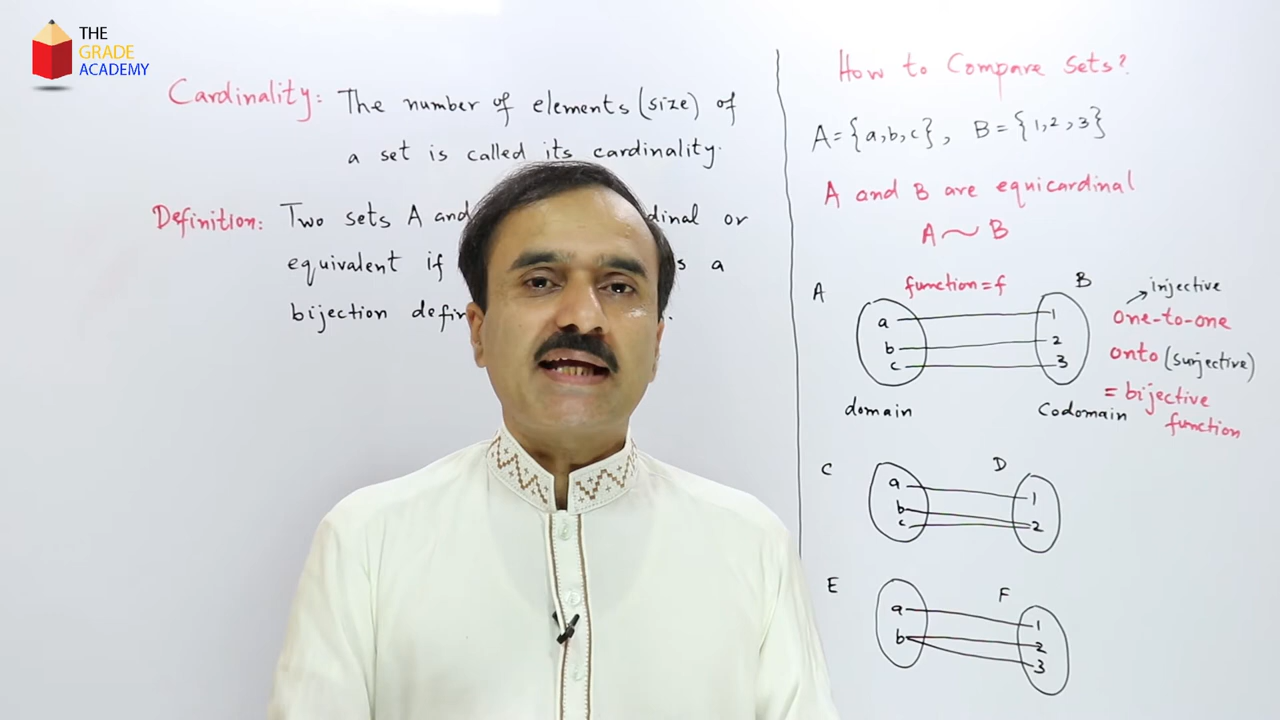 THE
GRADE
ACADEMY
Cardinality: The number of elements (size) of
a set is called its cardinality.
Definition: Two sets A and dinal or
equivalent if s a
bijection defin .
How to Compare Sets?
A = {a,b,c}, B = {1,2,3}
A and B are equicardinal
A ~ B
A function = f B
a 1
b 2
c 3
domain Codomain
injective
one-to-one
onto (surjective)
= bijective
function
C D
a 1
b 2
c
E F
a 1
b 2
3